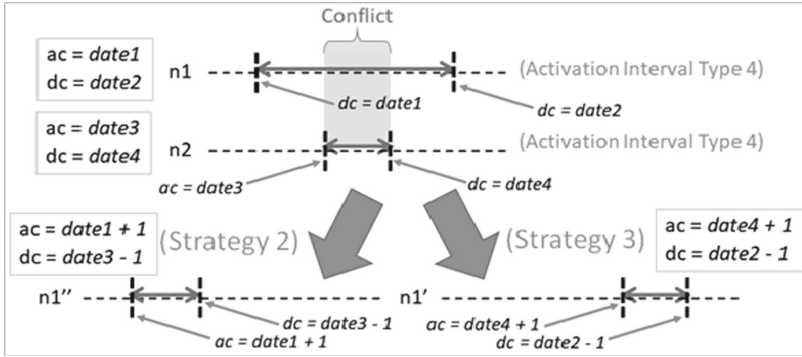 Conflict
ac = date1
dc = date2
n1
(Activation Interval Type 4)
dc = date1
dc = date2
ac = date3
dc = date4
n2
(Activation Interval Type 4)
ac = date3
dc = date4
ac = date1 + 1
dc = date3 - 1
(Strategy 2)
(Strategy 3)
ac = date4 + 1
dc = date2 - 1
n1''
n1'
dc = date3 - 1
ac = date1 + 1
ac = date4 + 1
dc = date2 - 1